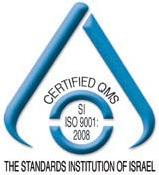 CERTIFIED QMS
SI
ISO 9001:
2008
THE STANDARDS INSTITUTION OF ISRAEL